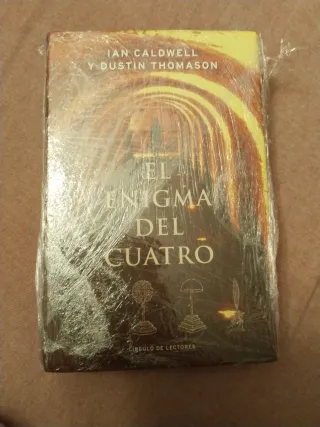 IAN CALDWELL
Y DUSTIN THOMASON
EL
ENIGMA
DEL
CUATRO
CÍRCULO DE LECTORES